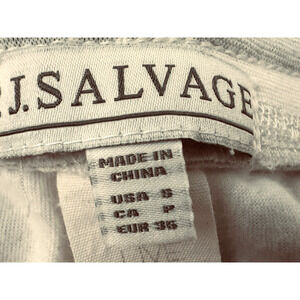 P.J.SALVAGE
MADE IN
CHINA
USA S
CA P
EUR 36